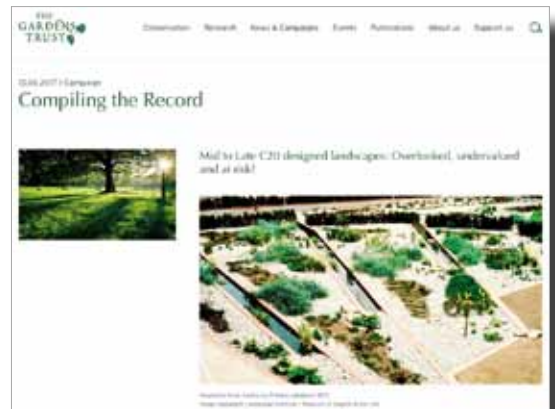 THE
GARDENS
TRUST
Conservation Research News & Campaigns Events Publications About us Support us
Campaign
Compiling the Record
Mid to Late C20 designed landscapes: Overlooked, undervalued
and at risk?